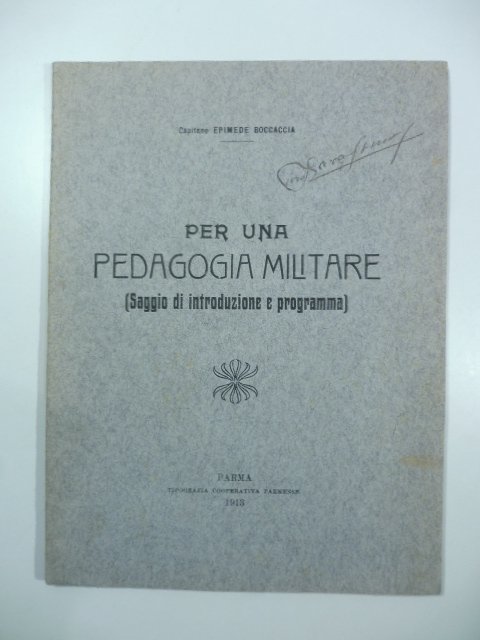 Capitano EPIMEDE BOCCACCIA
PER UNA
PEDAGOGIA MILITARE
(Saggio di introduzione e programma)
PARMA
TIPOGRAFIA COOPERATIVA PARMENSE
1913